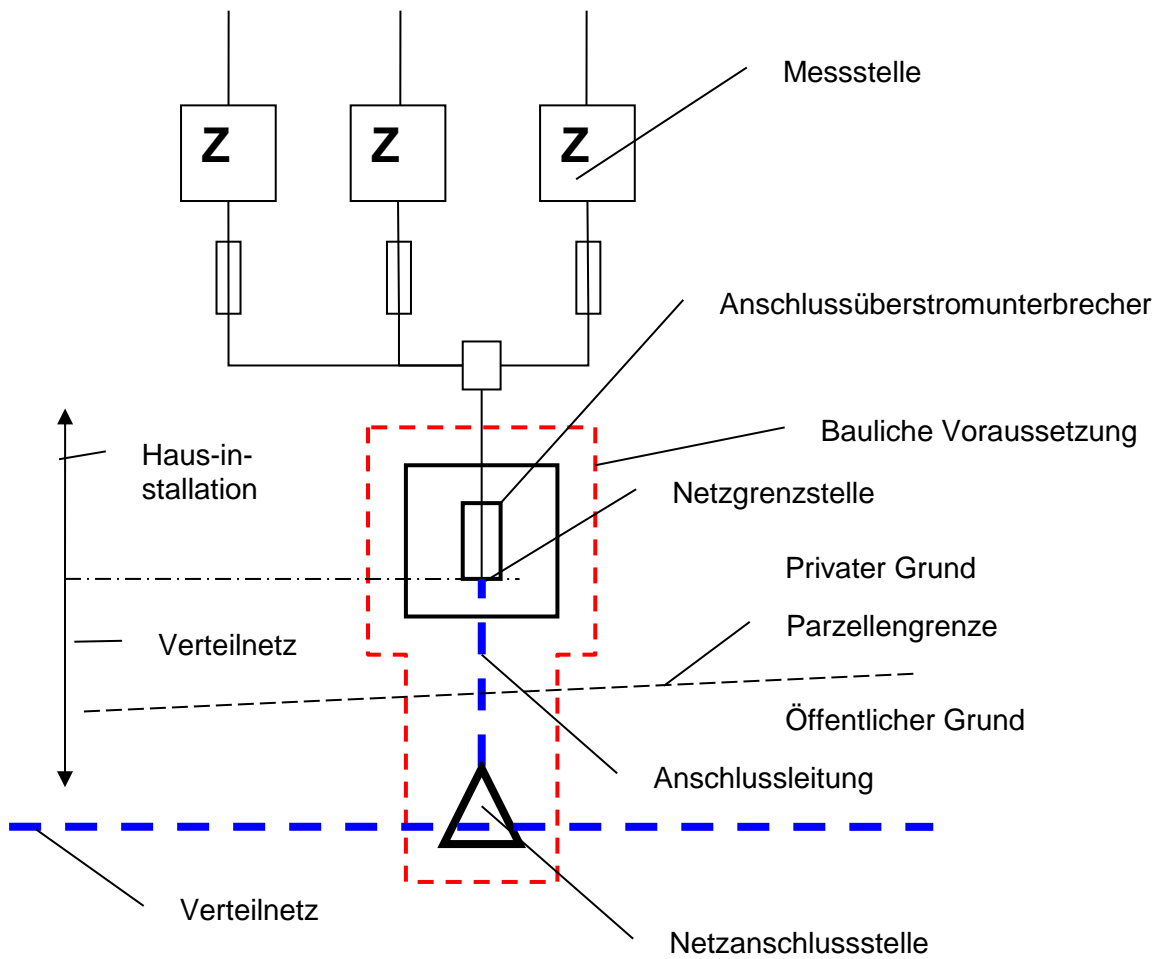 Messstelle
Z Z Z
Anschlussüberstromunterbrecher
Bauliche Voraussetzung
Haus-in-
stallation
Netzgrenzstelle
Privater Grund
Parzellengrenze
Verteilnetz
Öffentlicher Grund
Anschlussleitung
Verteilnetz
Netzanschlussstelle